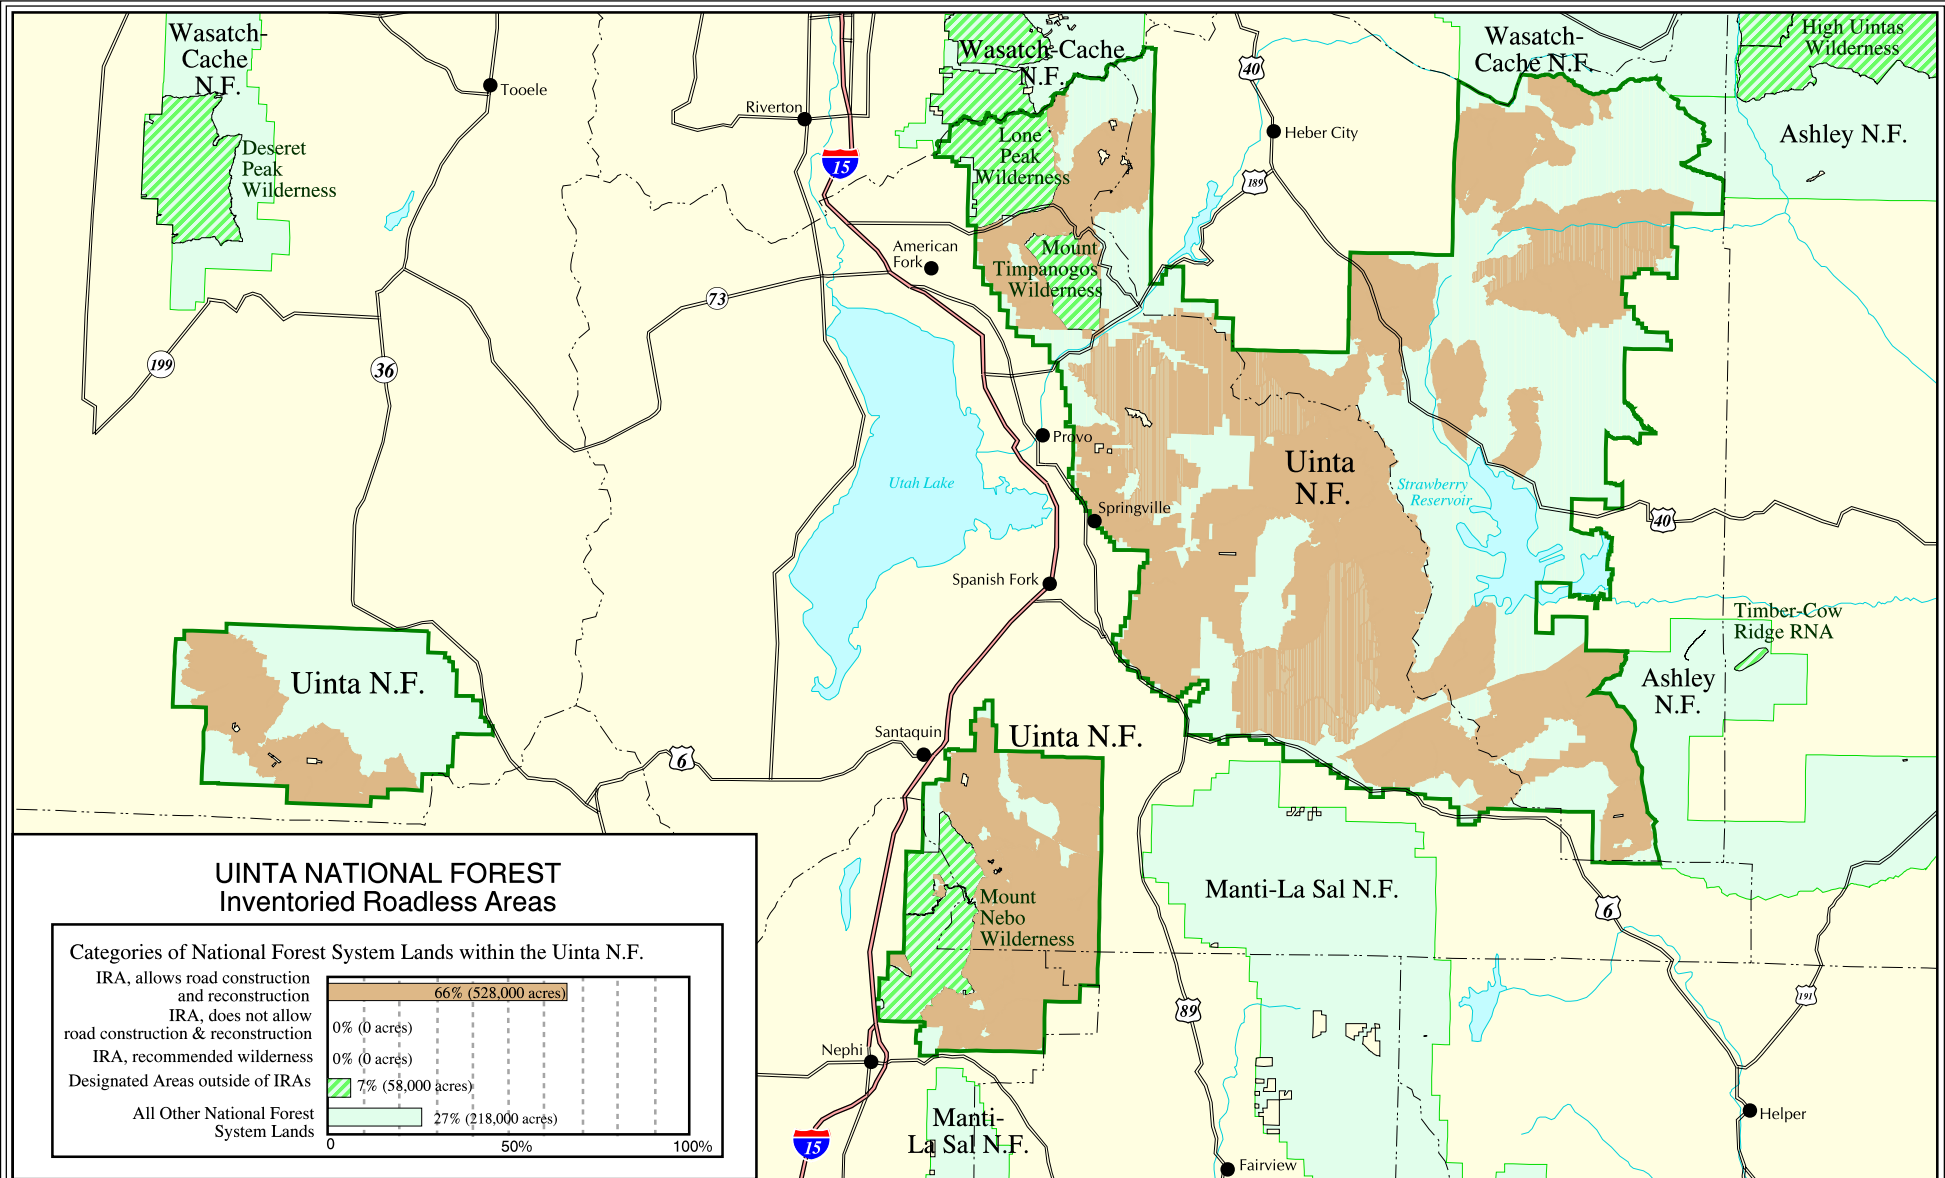 Wasatch-
Cache
N.F.
Tooele
Riverton
Wasatch-Cache
N.F.
40
Wasatch-
Cache N.F.
High Uintas
Wilderness
Heber City
Ashley N.F.
Deseret
Peak
Wilderness
15
Lone
Peak
Wilderness
189
American
Fork
Mount
Timpanogos
Wilderness
73
199
36
Provo
Uinta
N.F.
Utah Lake
Strawberry
Reservoir
Springville
40
Spanish Fork
Timber-Cow
Ridge RNA
Uinta N.F.
Ashley
N.F.
Santaquin
Uinta N.F.
6
Manti-La Sal N.F.
6
Mount
Nebo
Wilderness
191
89
Nephi
Helper
Manti-
La Sal N.F.
15
Fairview
UINTA NATIONAL FOREST
Inventoried Roadless Areas
Categories of National Forest System Lands within the Uinta N.F.
IRA, allows road construction
and reconstruction
66% (528,000 acres)
IRA, does not allow
road construction & reconstruction
0% (0 acres)
IRA, recommended wilderness
0% (0 acres)
Designated Areas outside of IRAs
7% (58,000 acres)
All Other National Forest
System Lands
27% (218,000 acres)
0
50%
100%